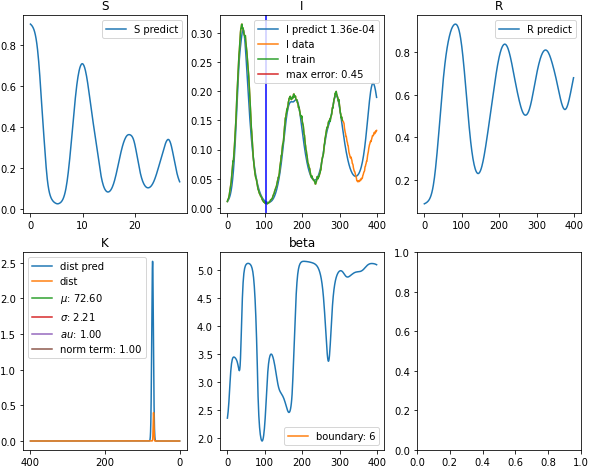 S
I
R
S predict
I predict 1.36e-04
I data
I train
max error: 0.45
R predict
0.8
0.6
0.4
0.2
0.0
0 10 20
0.30
0.25
0.20
0.15
0.10
0.05
0.00
0 100 200 300 400
0.8
0.6
0.4
0.2
0 100 200 300 400
K
beta
dist pred
dist
μ: 72.60
σ: 2.21
au: 1.00
norm term: 1.00
2.5
2.0
1.5
1.0
0.5
0.0
400 200 0
5.0
4.5
4.0
3.5
3.0
2.5
2.0
boundary: 6
0 100 200 300 400
1.0
0.8
0.6
0.4
0.2
0.0
0.0 0.2 0.4 0.6 0.8 1.0